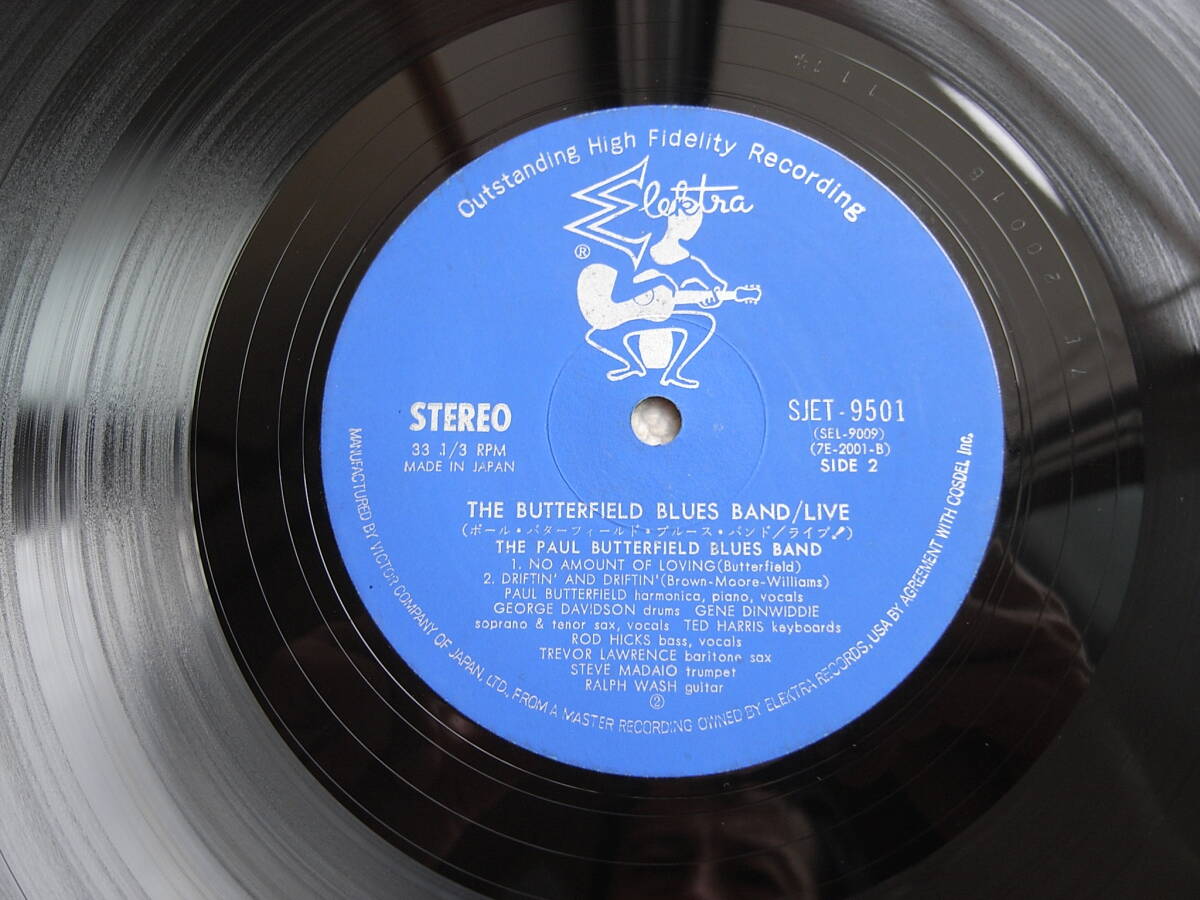 Outstanding High Fidelity Recording
Elektra
®
STEREO
33 1/3 RPM
MADE IN JAPAN
SJET-9501
(SEL-9009)
(7E-2001-B)
SIDE 2
THE BUTTERFIELD BLUES BAND/LIVE
(ポール・バターフィールド・ブルース・バンド/ライブ!)
THE PAUL BUTTERFIELD BLUES BAND
1. NO AMOUNT OF LOVING (Butterfield)
2. DRIFTIN' AND DRIFTIN' (Brown-Moore-Williams)
PAUL BUTTERFIELD harmonica, piano, vocals
GEORGE DAVIDSON drums GENE DINWIDDIE
soprano & tenor sax, vocals TED HARRIS keyboards
ROD HICKS bass, vocals
TREVOR LAWRENCE baritone sax
STEVE MADAIO trumpet
RALPH WASH guitar
②
MANUFACTURED BY VICTOR COMPANY OF JAPAN, LTD., FROM A MASTER RECORDING OWNED BY ELEKTRA RECORDS, USA BY AGREEMENT WITH COSDEL Inc.